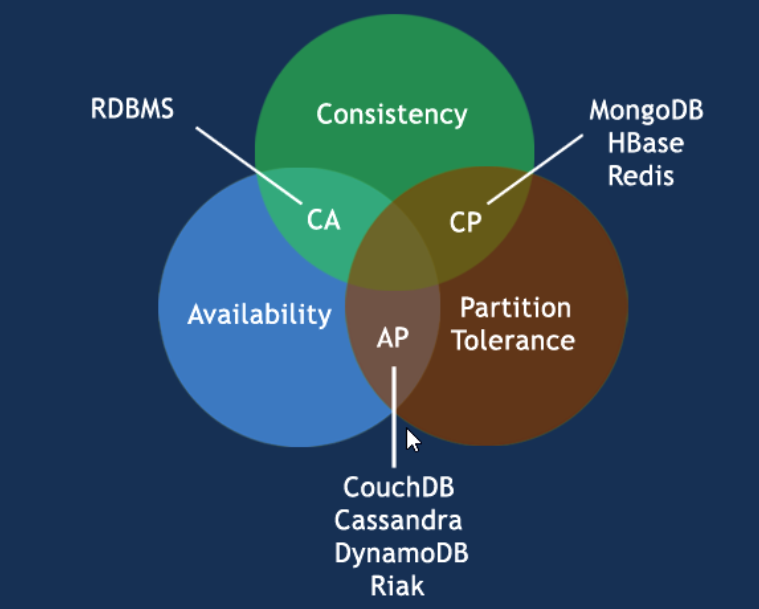 RDBMS
Consistency
MongoDB
HBase
Redis
CA
CP
Availability
Partition
Tolerance
AP
CouchDB
Cassandra
DynamoDB
Riak